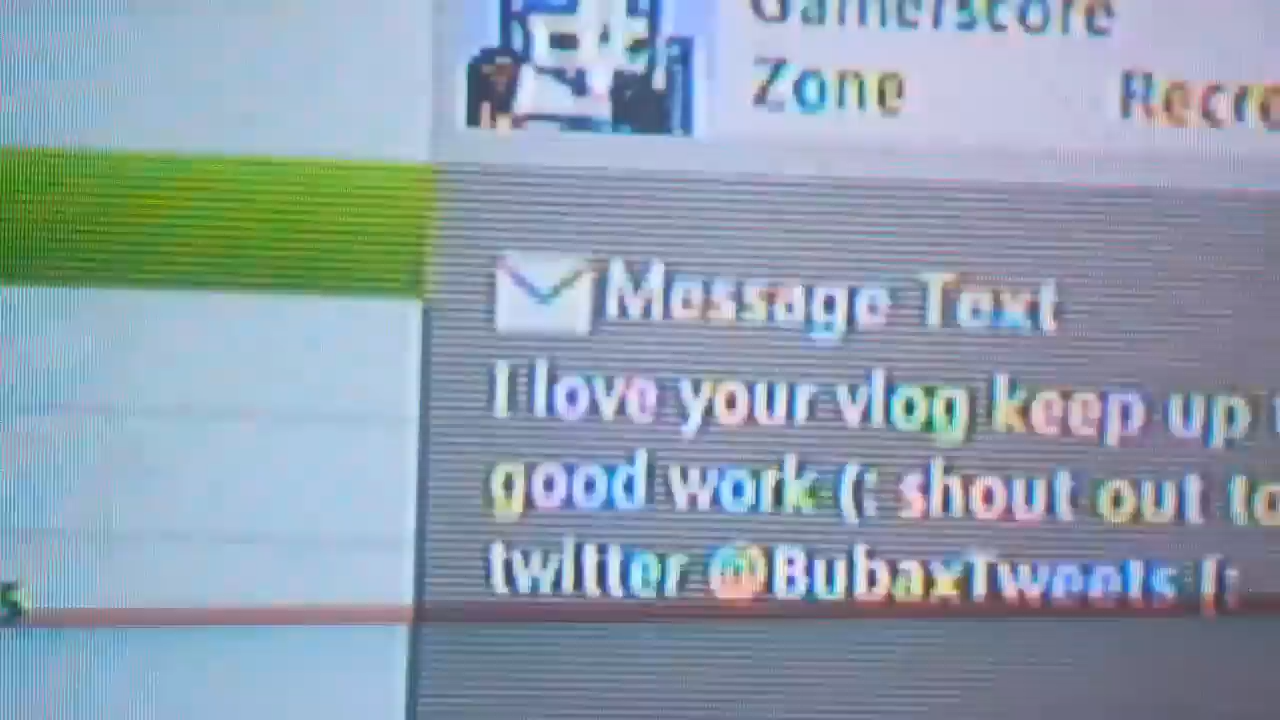 Gamerscore
Zone
Message Text
I love your vlog keep up
good work (: shout out to
twitter @BubaxTweets (: